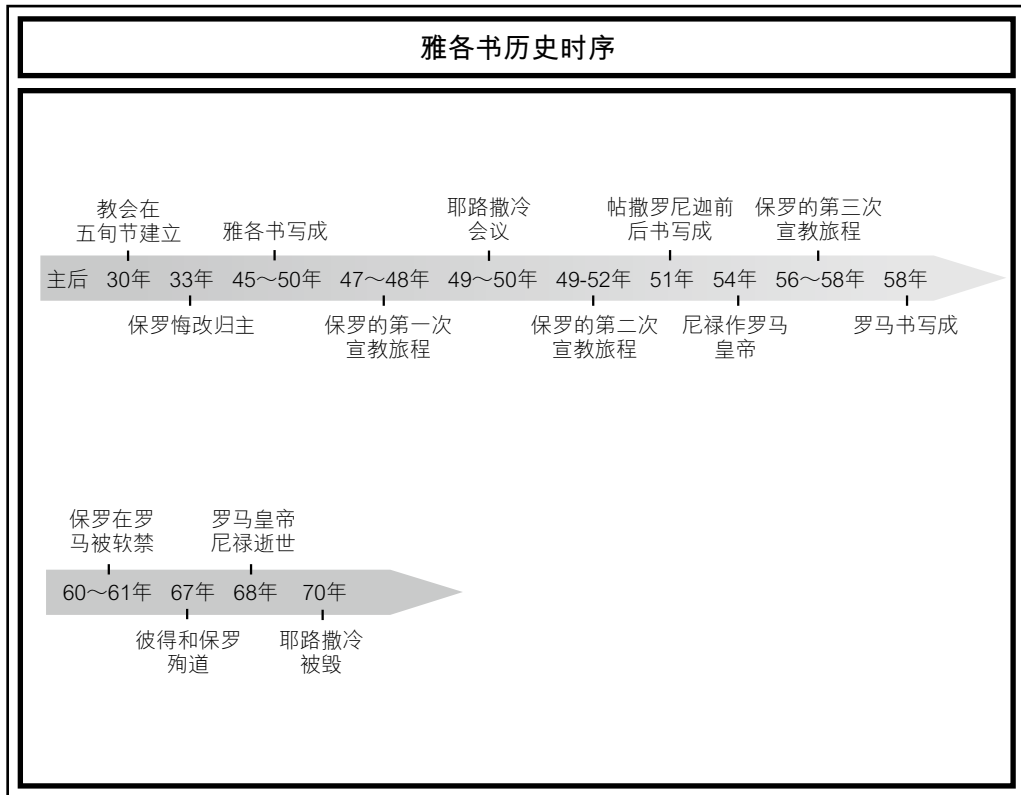 雅各书历史时序
教会在
五旬节建立
雅各书写成
耶路撒冷
会议
帖撒罗尼迦前
后书写成
保罗的第三次
宣教旅程
主后 30年 33年 45～50年 47～48年 49～50年 49-52年 51年 54年 56～58年 58年
保罗悔改归主
保罗的第一次
宣教旅程
保罗的第二次
宣教旅程
尼禄作罗马
皇帝
罗马书写成
保罗在罗
马被软禁
罗马皇帝
尼禄逝世
60～61年 67年 68年 70年
彼得和保罗
殉道
耶路撒冷
被毁